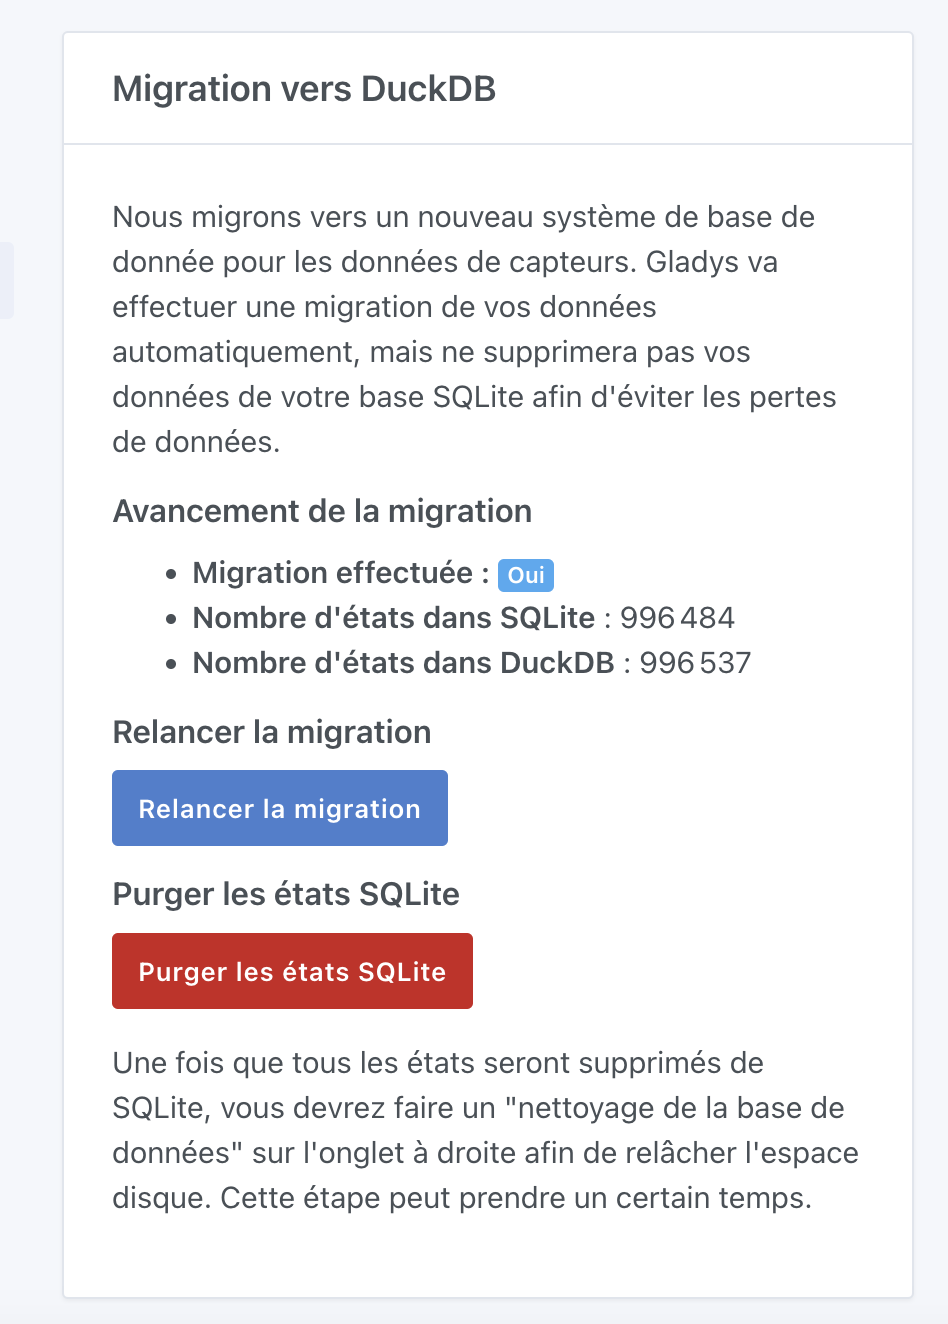 Migration vers DuckDB
Nous migrons vers un nouveau système de base de
donnée pour les données de capteurs. Gladys va
effectuer une migration de vos données
automatiquement, mais ne supprimera pas vos
données de votre base SQLite afin d'éviter les pertes
de données.
Avancement de la migration
• Migration effectuée : Oui
• Nombre d'états dans SQLite : 996 484
• Nombre d'états dans DuckDB : 996 537
Relancer la migration
Relancer la migration
Purger les états SQLite
Purger les états SQLite
Une fois que tous les états seront supprimés de
SQLite, vous devrez faire un "nettoyage de la base de
données" sur l'onglet à droite afin de relâcher l'espace
disque. Cette étape peut prendre un certain temps.